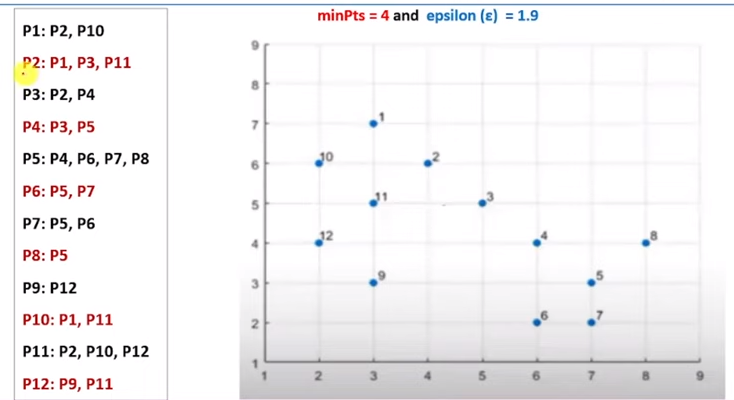 minPts = 4 and epsilon (ε) = 1.9
P1: P2, P10
P2: P1, P3, P11
P3: P2, P4
P4: P3, P5
P5: P4, P6, P7, P8
P6: P5, P7
P7: P5, P6
P8: P5
P9: P12
P10: P1, P11
P11: P2, P10, P12
P12: P9, P11
9
8
7
6
5
4
3
2
1
1
10
2
11
3
12
4
8
9
5
6
7
1 2 3 4 5 6 7 8 9